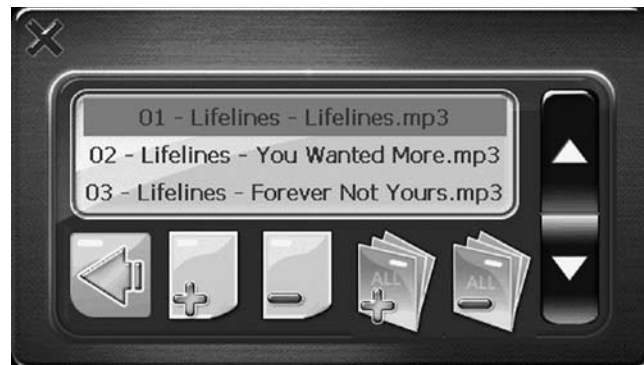 01 - Lifelines - Lifelines.mp3
02 - Lifelines - You Wanted More.mp3
03 - Lifelines - Forever Not Yours.mp3
ALL
ALL